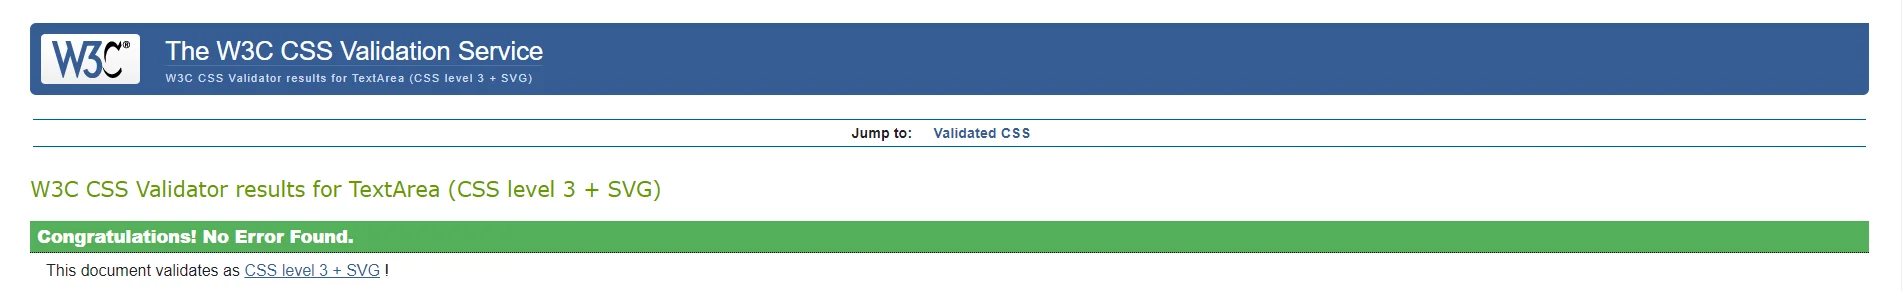 W3C®
The W3C CSS Validation Service
W3C CSS Validator results for TextArea (CSS level 3 + SVG)
Jump to: Validated CSS
W3C CSS Validator results for TextArea (CSS level 3 + SVG)
Congratulations! No Error Found.
This document validates as CSS level 3 + SVG !